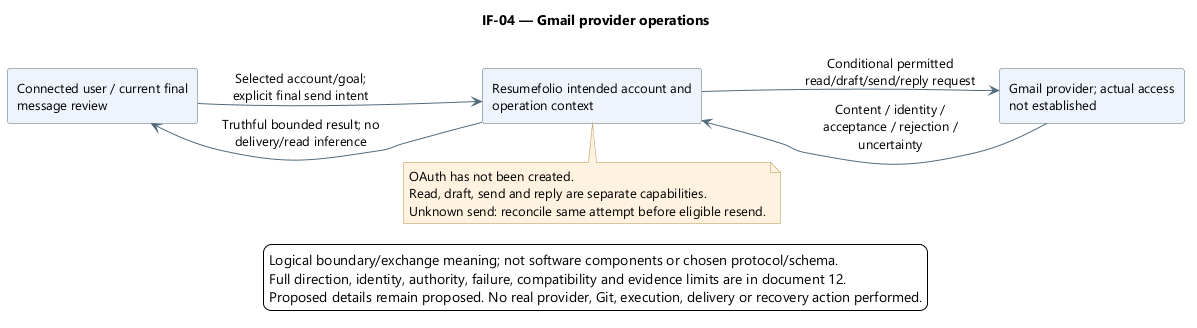 IF-04 — Gmail provider operations
Connected user / current final
message review
Selected account/goal;
explicit final send intent
Truthful bounded result; no
delivery/read inference
Resumefolio intended account and
operation context
Conditional permitted
read/draft/send/reply request
Content / identity /
acceptance / rejection /
uncertainty
Gmail provider; actual access
not established
OAuth has not been created.
Read, draft, send and reply are separate capabilities.
Unknown send: reconcile same attempt before eligible resend.
Logical boundary/exchange meaning; not software components or chosen protocol/schema.
Full direction, identity, authority, failure, compatibility and evidence limits are in document 12.
Proposed details remain proposed. No real provider, Git, execution, delivery or recovery action performed.